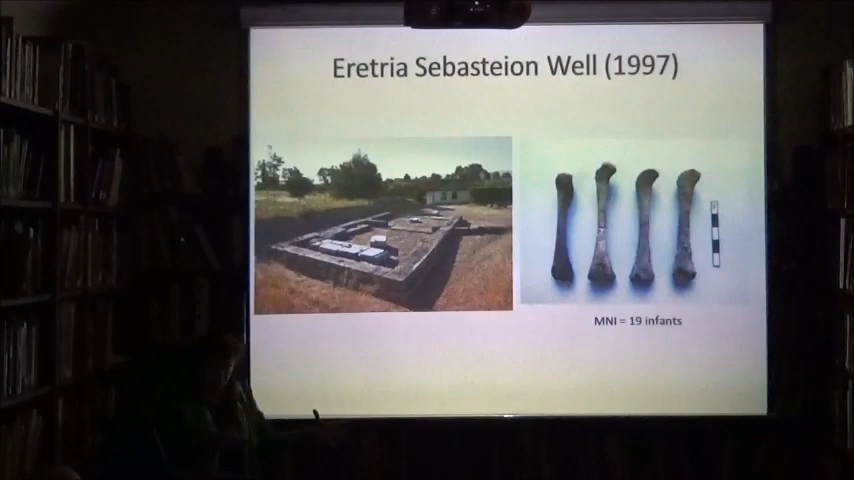 Eretria Sebasteion Well (1997)
MNI = 19 infants